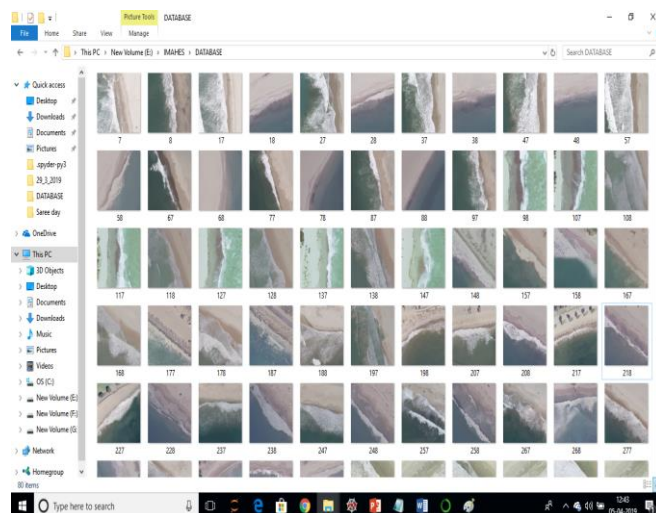 Picture Tools DATABASE
File Home Share View Manage
This PC > New Volume (E:) > IMAHES > DATABASE
Search DATABASE
Quick access
Desktop
Downloads
Documents
Pictures
.spyder-py3
29_3_2019
DATABASE
Saree day
OneDrive
This PC
3D Objects
Desktop
Documents
Downloads
Music
Pictures
Videos
OS (C:)
New Volume (E:
New Volume (F:)
New Volume (G:
Network
Homegroup
7 8 17 18 27 28 37 38 47 48 57
58 67 68 77 78 87 88 97 98 107 108
117 118 127 128 137 138 147 148 157 158 167
168 177 178 187 188 197 198 207 208 217 218
227 228 237 238 247 248 257 258 267 268 277
80 items
Type here to search
12:43
05-04-2019